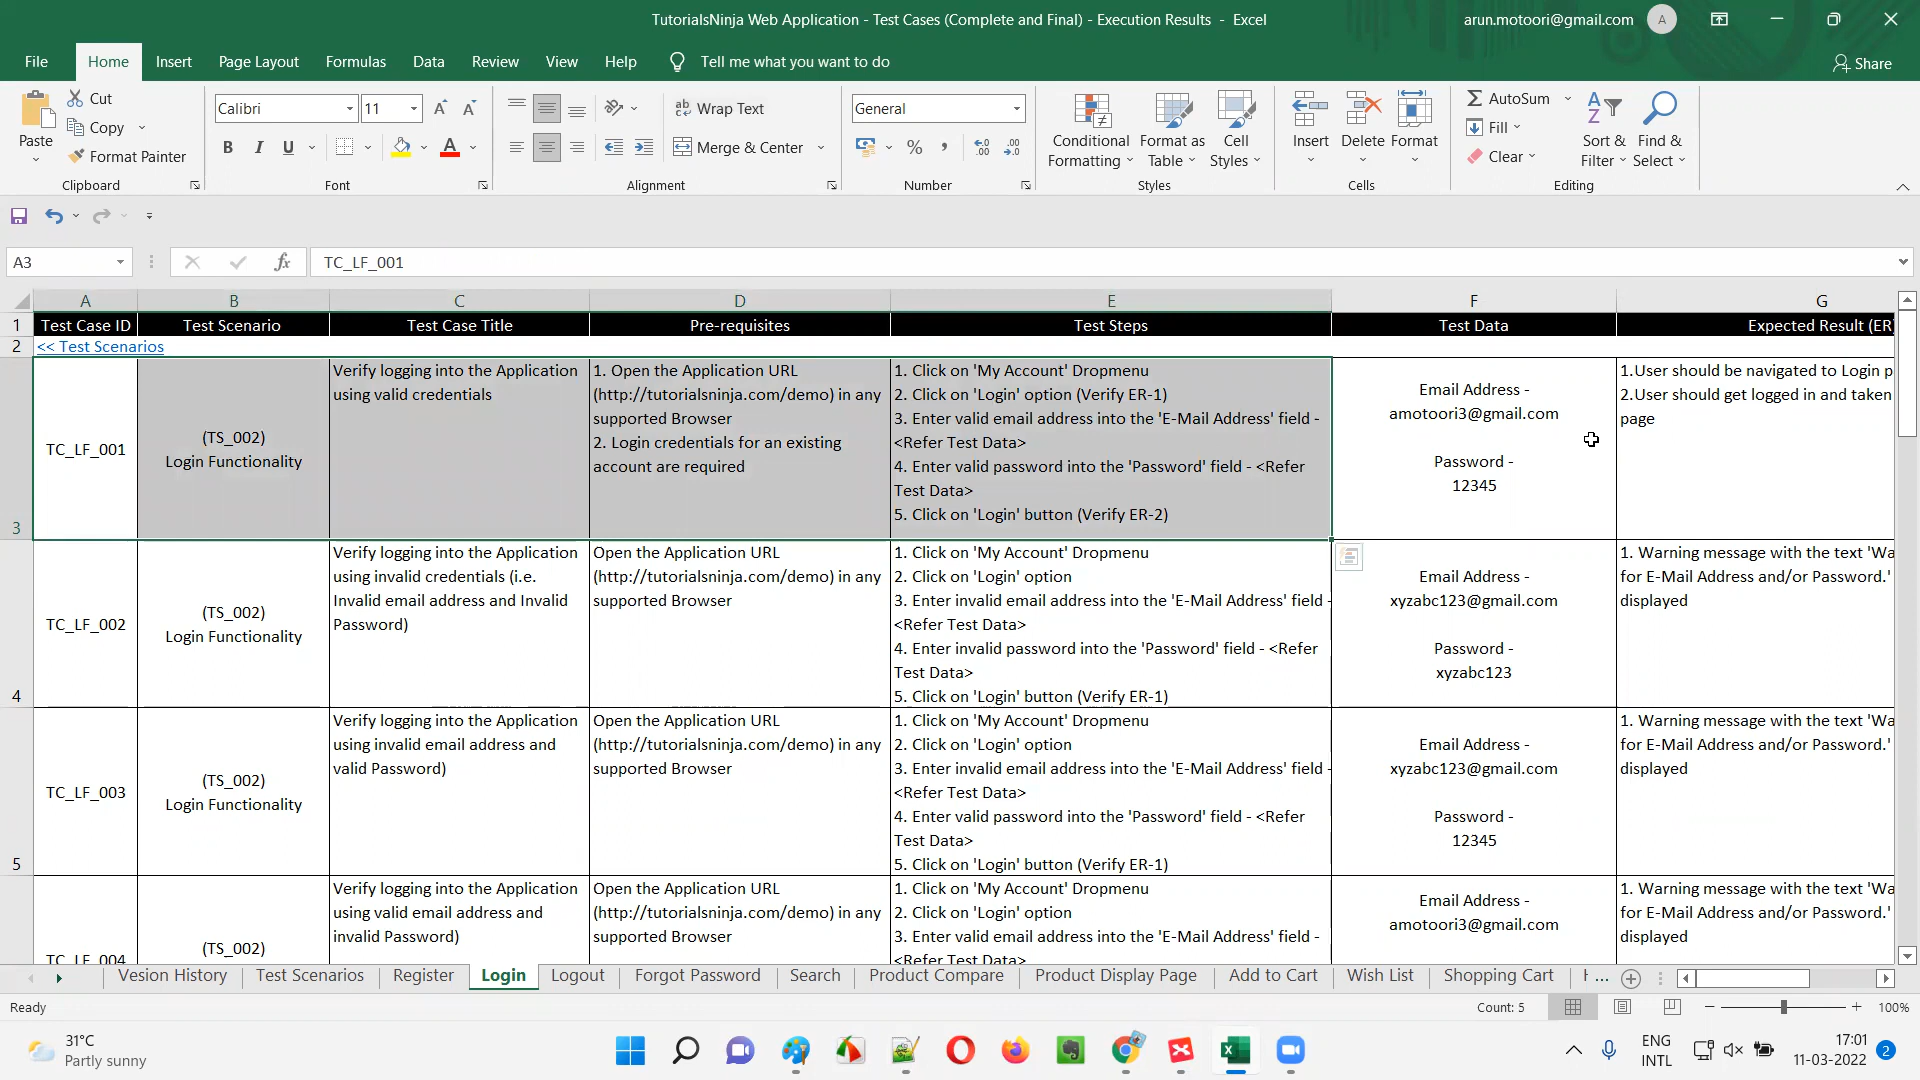 TutorialsNinja Web Application - Test Cases (Complete and Final) - Execution Results - Excel
arun.motoori@gmail.com
A
File
Home
Insert
Page Layout
Formulas
Data
Review
View
Help
Tell me what you want to do
Share
Paste
Cut
Copy
Format Painter
Clipboard
Calibri
11
B I U
Font
Wrap Text
Merge & Center
Alignment
General
Number
Conditional
Formatting
Format as
Table
Cell
Styles
Styles
Insert
Delete
Format
Cells
AutoSum
Fill
Clear
Sort &
Filter
Find &
Select
Editing
A3
fx
TC_LF_001
A
B
C
D
E
F
G
1
Test Case ID
Test Scenario
Test Case Title
Pre-requisites
Test Steps
Test Data
Expected Result (ER
2
<< Test Scenarios
3
TC_LF_001
(TS_002)
Login Functionality
Verify logging into the Application
using valid credentials
1. Open the Application URL
(http://tutorialsninja.com/demo) in any
supported Browser
2. Login credentials for an existing
account are required
1. Click on 'My Account' Dropmenu
2. Click on 'Login' option (Verify ER-1)
3. Enter valid email address into the 'E-Mail Address' field -
<Refer Test Data>
4. Enter valid password into the 'Password' field - <Refer
Test Data>
5. Click on 'Login' button (Verify ER-2)
Email Address -
amotoori3@gmail.com
Password -
12345
1.User should be navigated to Login p
2.User should get logged in and taken
page
4
TC_LF_002
(TS_002)
Login Functionality
Verify logging into the Application
using invalid credentials (i.e.
Invalid email address and Invalid
Password)
Open the Application URL
(http://tutorialsninja.com/demo) in any
supported Browser
1. Click on 'My Account' Dropmenu
2. Click on 'Login' option
3. Enter invalid email address into the 'E-Mail Address' field -
<Refer Test Data>
4. Enter invalid password into the 'Password' field - <Refer
Test Data>
5. Click on 'Login' button (Verify ER-1)
Email Address -
xyzabc123@gmail.com
Password -
xyzabc123
1. Warning message with the text 'Wa
for E-Mail Address and/or Password.'
displayed
5
TC_LF_003
(TS_002)
Login Functionality
Verify logging into the Application
using invalid email address and
valid Password)
Open the Application URL
(http://tutorialsninja.com/demo) in any
supported Browser
1. Click on 'My Account' Dropmenu
2. Click on 'Login' option
3. Enter invalid email address into the 'E-Mail Address' field -
<Refer Test Data>
4. Enter valid password into the 'Password' field - <Refer
Test Data>
5. Click on 'Login' button (Verify ER-1)
Email Address -
xyzabc123@gmail.com
Password -
12345
1. Warning message with the text 'Wa
for E-Mail Address and/or Password.'
displayed
TC_LF_004
(TS_002)
Verify logging into the Application
using valid email address and
invalid Password)
Open the Application URL
(http://tutorialsninja.com/demo) in any
supported Browser
1. Click on 'My Account' Dropmenu
2. Click on 'Login' option
3. Enter valid email address into the 'E-Mail Address' field -
<Refer Test Data>
Email Address -
amotoori3@gmail.com
1. Warning message with the text 'Wa
for E-Mail Address and/or Password.'
displayed
Vesion History
Test Scenarios
Register
Login
Logout
Forgot Password
Search
Product Compare
Product Display Page
Add to Cart
Wish List
Shopping Cart
...
Ready
Count: 5
100%
31°C
Partly sunny
ENG
INTL
17:01
11-03-2022
2